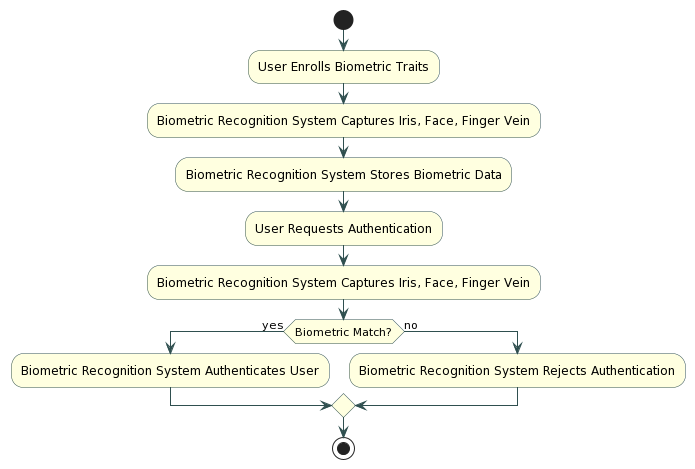 User Enrolls Biometric Traits
Biometric Recognition System Captures Iris, Face, Finger Vein
Biometric Recognition System Stores Biometric Data
User Requests Authentication
Biometric Recognition System Captures Iris, Face, Finger Vein
yes
Biometric Match?
no
Biometric Recognition System Authenticates User
Biometric Recognition System Rejects Authentication